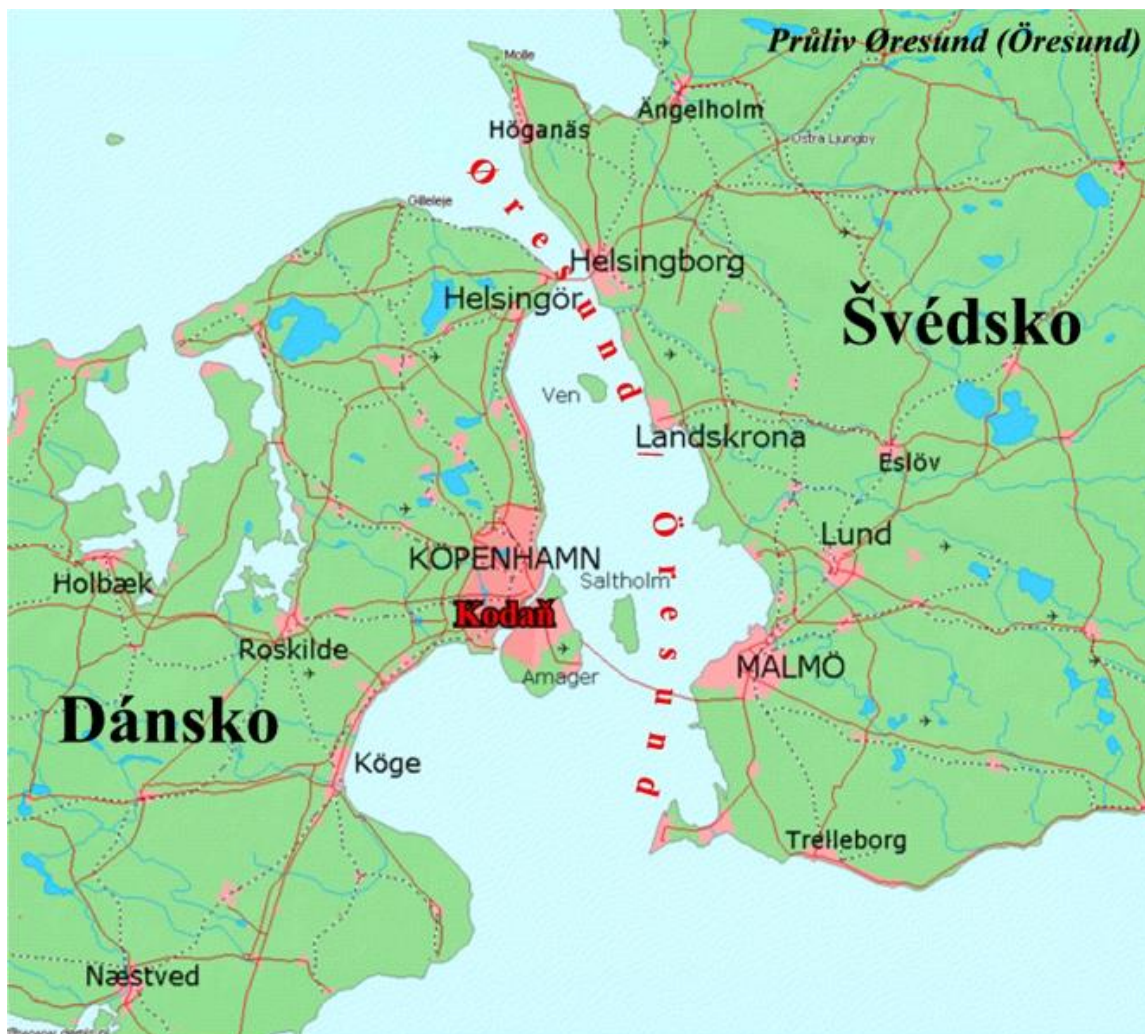 Průliv Øresund (Öresund)
Molle
Ängelholm
Höganäs
Östra Ljungby
Øresund / Öresund
Gilleleje
Helsingborg
Helsingör
Švédsko
Ven
Landskrona
Eslöv
Lund
KÖPENHAMN
Saltholm
Holbæk
Kodaň
Roskilde
Amager
MALMÖ
Dánsko
Köge
Trelleborg
Næstved